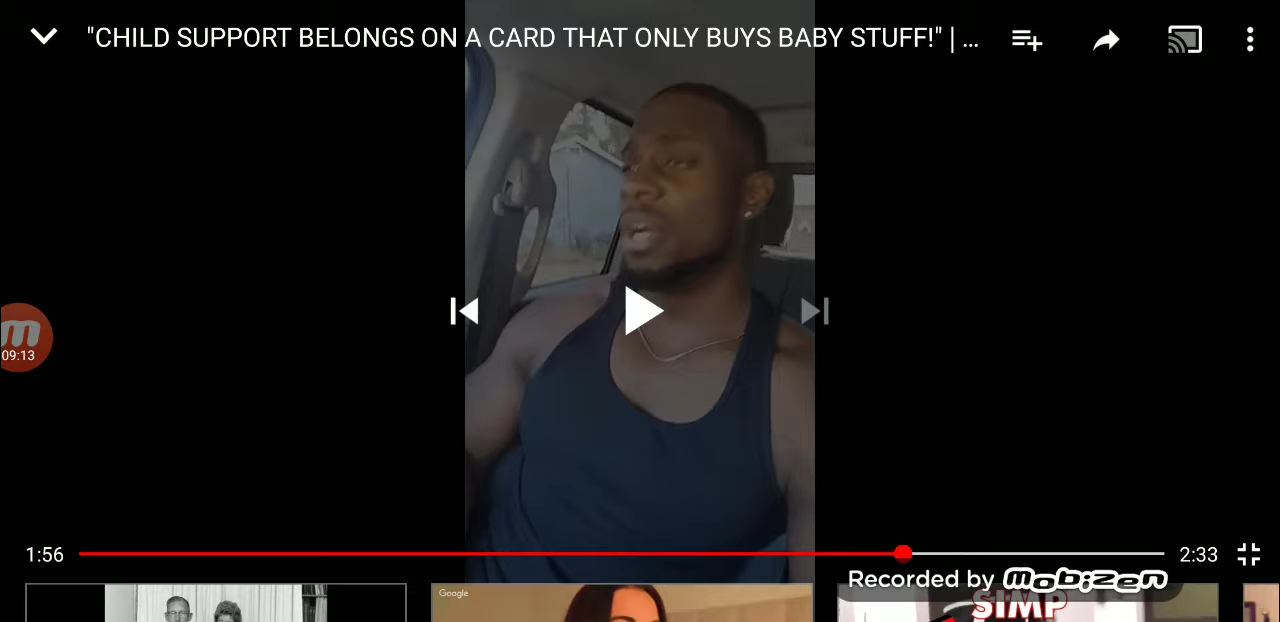 "CHILD SUPPORT BELONGS ON A CARD THAT ONLY BUYS BABY STUFF!" | ...
09:13
1:56
2:33
Recorded by mobizen
Google
SIMP